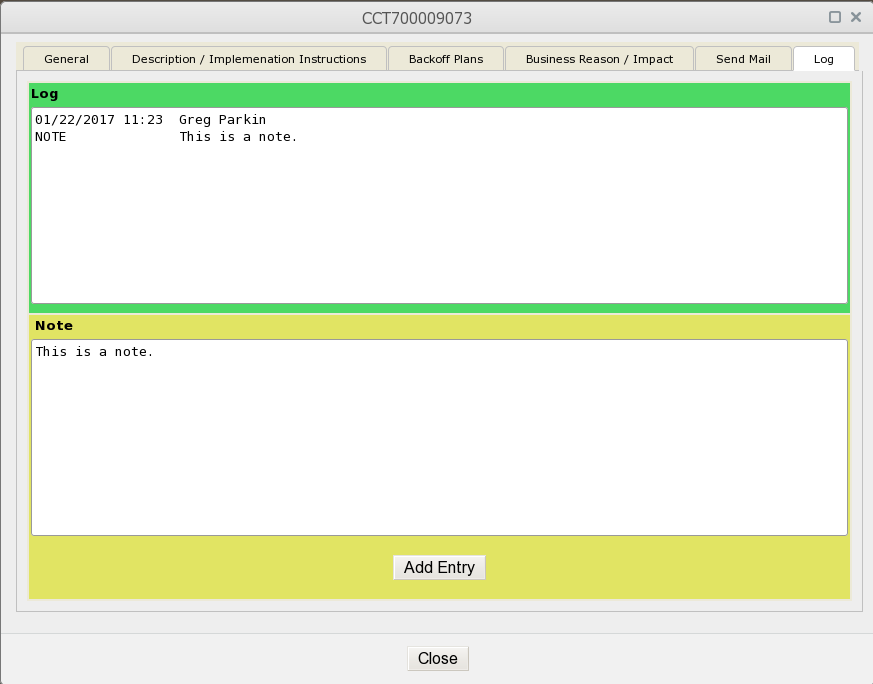 CCT700009073
General Description / Implemenation Instructions Backoff Plans Business Reason / Impact Send Mail Log
Log
01/22/2017 11:23 Greg Parkin
NOTE This is a note.
Note
This is a note.
Add Entry
Close